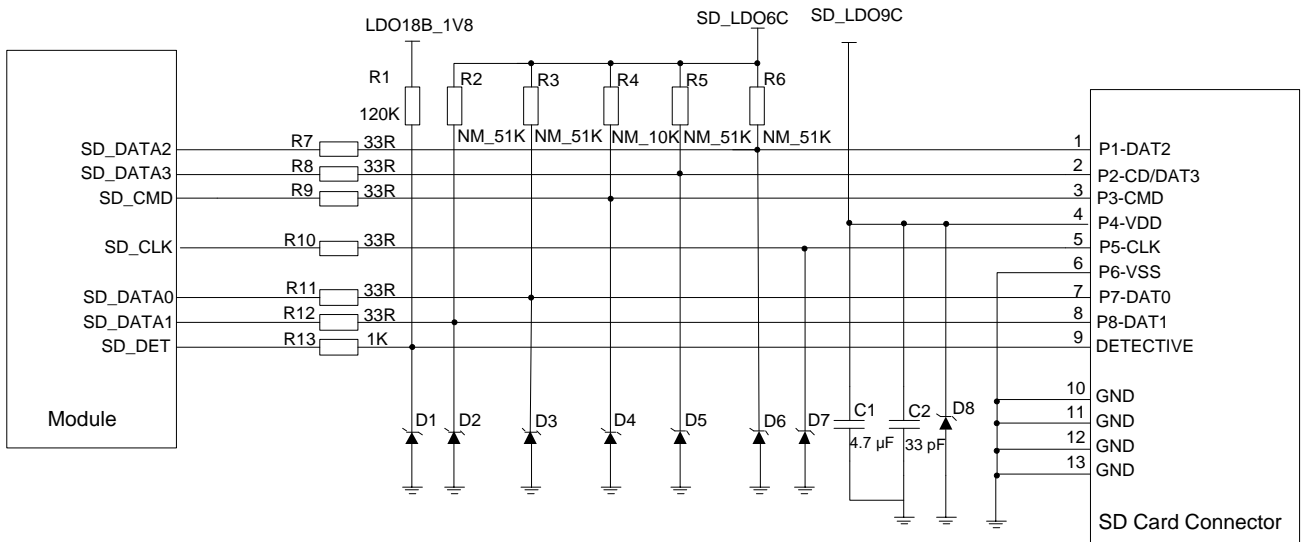 SD_LDO6C
SD_LDO9C
LDO18B_1V8
R1
R2
R3
R4
R5
R6
120K
NM_51K
NM_51K
NM_10K
NM_51K
NM_51K
SD_DATA2
R7
33R
1
P1-DAT2
SD_DATA3
R8
33R
2
P2-CD/DAT3
SD_CMD
R9
33R
3
P3-CMD
4
P4-VDD
SD_CLK
R10
33R
5
P5-CLK
6
P6-VSS
SD_DATA0
R11
33R
7
P7-DAT0
SD_DATA1
R12
33R
8
P8-DAT1
SD_DET
R13
1K
9
DETECTIVE
10
GND
11
GND
12
GND
13
GND
Module
D1
D2
D3
D4
D5
D6
D7
C1
C2
D8
4.7 µF
33 pF
SD Card Connector